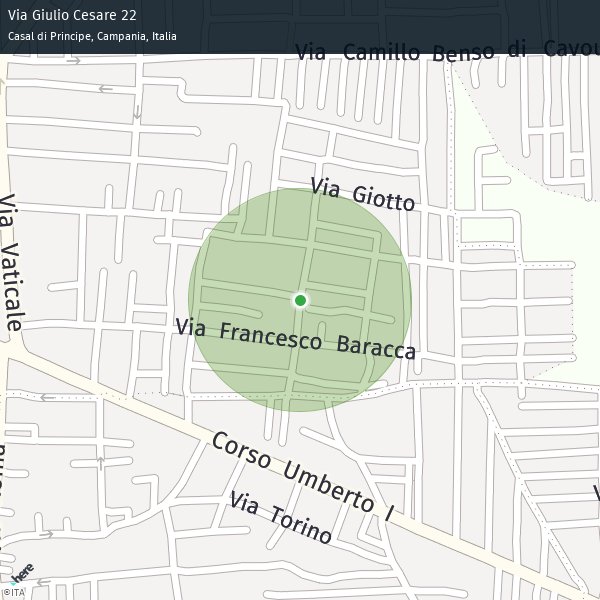 Via Giulio Cesare 22
Casal di Principe, Campania, Italia
Via Camillo Benso di Cavou
Via Giotto
Via Vaticale
Via Francesco Baracca
Corso Umberto I
Via Torino
here
©ITA